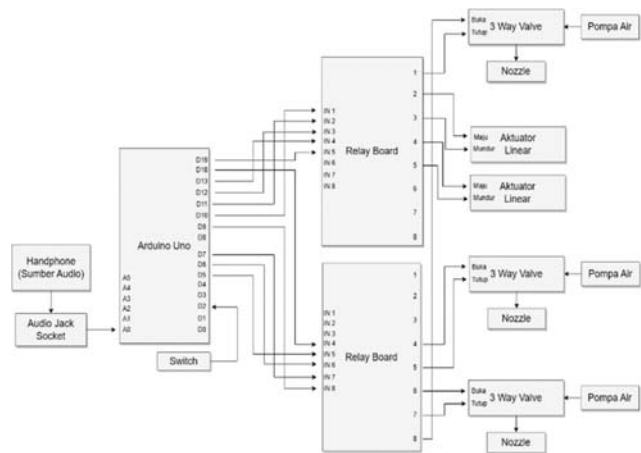 Buka
Tutup
3 Way Valve
Pompa Air
Nozzle
IN 1
IN 2
IN 3
IN 4
IN 5
IN 6
IN 7
IN 8
Relay Board
1
2
3
4
5
6
7
8
Maju
Mundur
Aktuator
Linear
Maju
Mundur
Aktuator
Linear
Handphone
(Sumber Audio)
Audio Jack
Socket
A5
A4
A3
A2
A1
A0
Arduino Uno
D19
D18
D13
D12
D11
D10
D9
D8
D7
D6
D5
D4
D3
D2
D1
D0
Switch
IN 1
IN 2
IN 3
IN 4
IN 5
IN 6
IN 7
IN 8
Relay Board
1
2
3
4
5
6
7
8
Buka
Tutup
3 Way Valve
Pompa Air
Nozzle
Buka
Tutup
3 Way Valve
Pompa Air
Nozzle